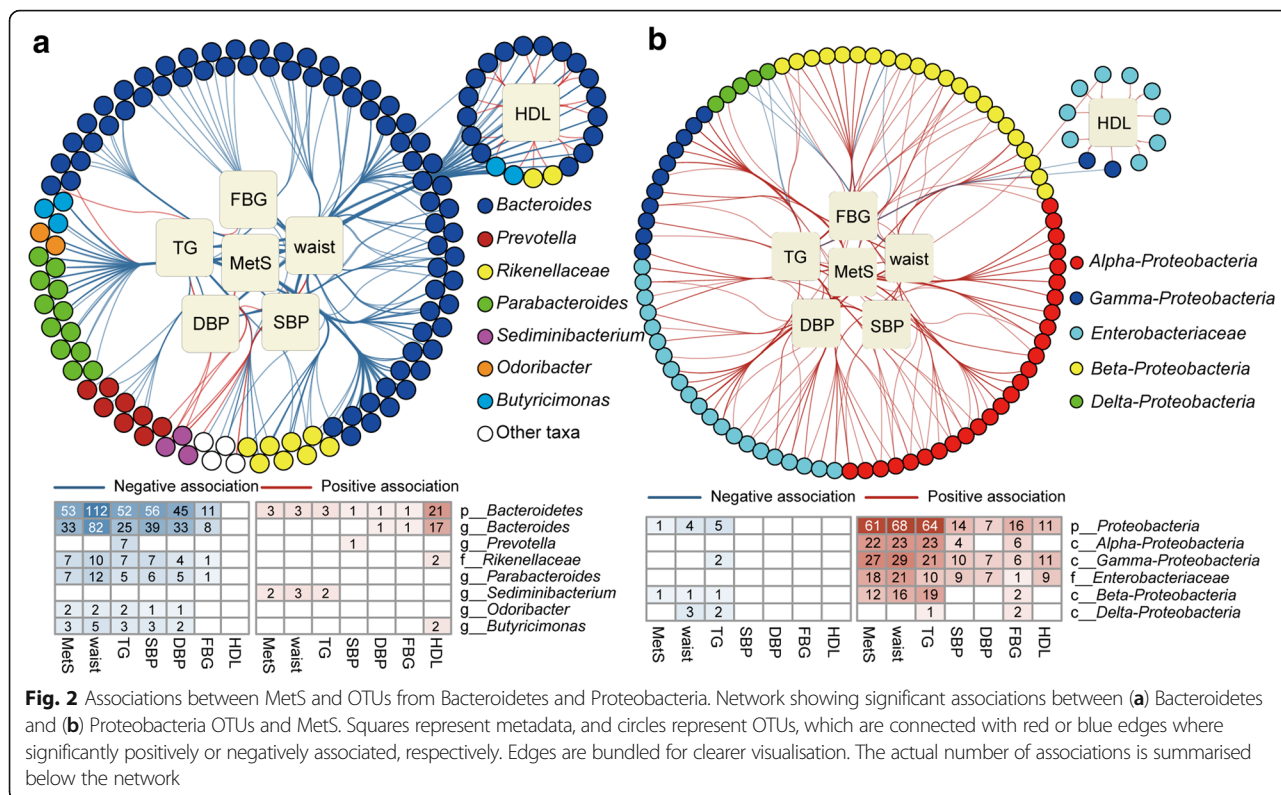 a
HDL
FBG
TG
waist
MetS
DBP
SBP
Bacteroides
Prevotella
Rikenellaceae
Parabacteroides
Sediminibacterium
Odoribacter
Butyricimonas
Other taxa
Negative association
Positive association
53 112 52 56 45 11 3 3 3 1 1 1 21 p__Bacteroidetes
33 82 25 39 33 8 1 1 17 g__Bacteroides
7 1 g__Prevotella
7 10 7 7 4 1 2 f__Rikenellaceae
7 12 5 6 5 1 g__Parabacteroides
2 3 2 g__Sediminibacterium
2 2 2 1 1 g__Odoribacter
3 5 3 3 2 2 g__Butyricimonas
MetS waist TG SBP DBP FBG HDL MetS waist TG SBP DBP FBG HDL
b
HDL
FBG
TG
waist
MetS
DBP
SBP
Alpha-Proteobacteria
Gamma-Proteobacteria
Enterobacteriaceae
Beta-Proteobacteria
Delta-Proteobacteria
Negative association
Positive association
1 4 5 61 68 64 14 7 16 11 p__Proteobacteria
22 23 23 4 6 c__Alpha-Proteobacteria
2 27 29 21 10 7 6 11 c__Gamma-Proteobacteria
18 21 10 9 7 1 9 f__Enterobacteriaceae
1 1 1 12 16 19 2 c__Beta-Proteobacteria
3 2 1 2 c__Delta-Proteobacteria
MetS waist TG SBP DBP FBG HDL MetS waist TG SBP DBP FBG HDL
Fig. 2 Associations between MetS and OTUs from Bacteroidetes and Proteobacteria. Network showing significant associations between (a) Bacteroidetes
and (b) Proteobacteria OTUs and MetS. Squares represent metadata, and circles represent OTUs, which are connected with red or blue edges where
significantly positively or negatively associated, respectively. Edges are bundled for clearer visualisation. The actual number of associations is summarised
below the network